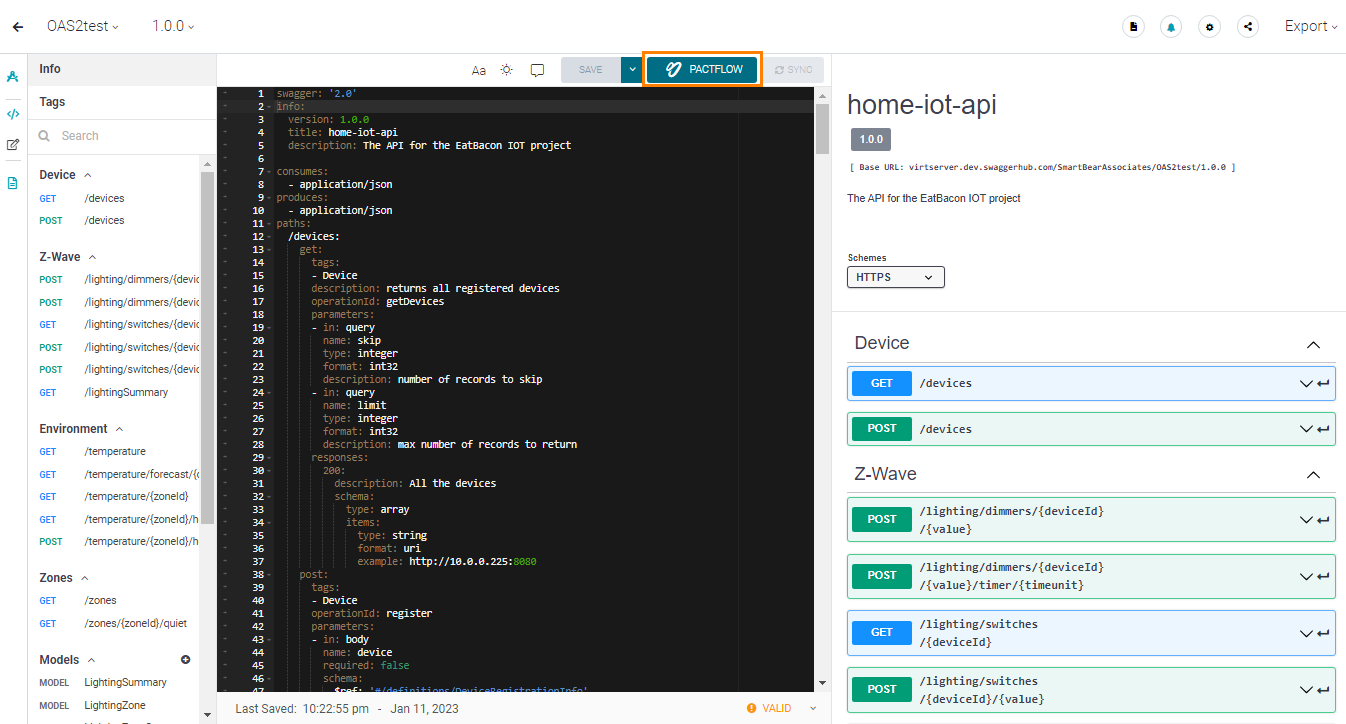 OAS2test
1.0.0
Export
Info
Tags
Search
Device
GET /devices
POST /devices
Z-Wave
POST /lighting/dimmers/{devic
POST /lighting/dimmers/{devic
GET /lighting/switches/{devic
POST /lighting/switches/{devic
POST /lighting/switches/{devic
GET /lightingSummary
Environment
GET /temperature
GET /temperature/forecast/{
GET /temperature/{zoneId}
GET /temperature/{zoneId}/h
POST /temperature/{zoneId}/h
Zones
GET /zones
GET /zones/{zoneId}/quiet
Models
MODEL LightingSummary
MODEL LightingZone
Aa
SAVE
PACTFLOW
SYNC
1 swagger: '2.0'
2 info:
3 version: 1.0.0
4 title: home-iot-api
5 description: The API for the EatBacon IOT project
6
7 consumes:
8 - application/json
9 produces:
10 - application/json
11 paths:
12 /devices:
13 get:
14 tags:
15 - Device
16 description: returns all registered devices
17 operationId: getDevices
18 parameters:
19 - in: query
20 name: skip
21 type: integer
22 format: int32
23 description: number of records to skip
24 - in: query
25 name: limit
26 type: integer
27 format: int32
28 description: max number of records to return
29 responses:
30 200:
31 description: All the devices
32 schema:
33 type: array
34 items:
35 type: string
36 format: uri
37 example: http://10.0.0.225:8080
38 post:
39 tags:
40 - Device
41 operationId: register
42 parameters:
43 - in: body
44 name: device
45 required: false
46 schema:
47 $ref: '#/definitions/DeviceRegistrationInfo'
Last Saved: 10:22:55 pm - Jan 11, 2023
VALID
home-iot-api
1.0.0
[ Base URL: virtserver.dev.swaggerhub.com/SmartBearAssociates/OAS2test/1.0.0 ]
The API for the EatBacon IOT project
Schemes
HTTPS
Device
GET /devices
POST /devices
Z-Wave
POST /lighting/dimmers/{deviceId}
/{value}
POST /lighting/dimmers/{deviceId}
/{value}/timer/{timeunit}
GET /lighting/switches
/{deviceId}
POST /lighting/switches
/{deviceId}/{value}